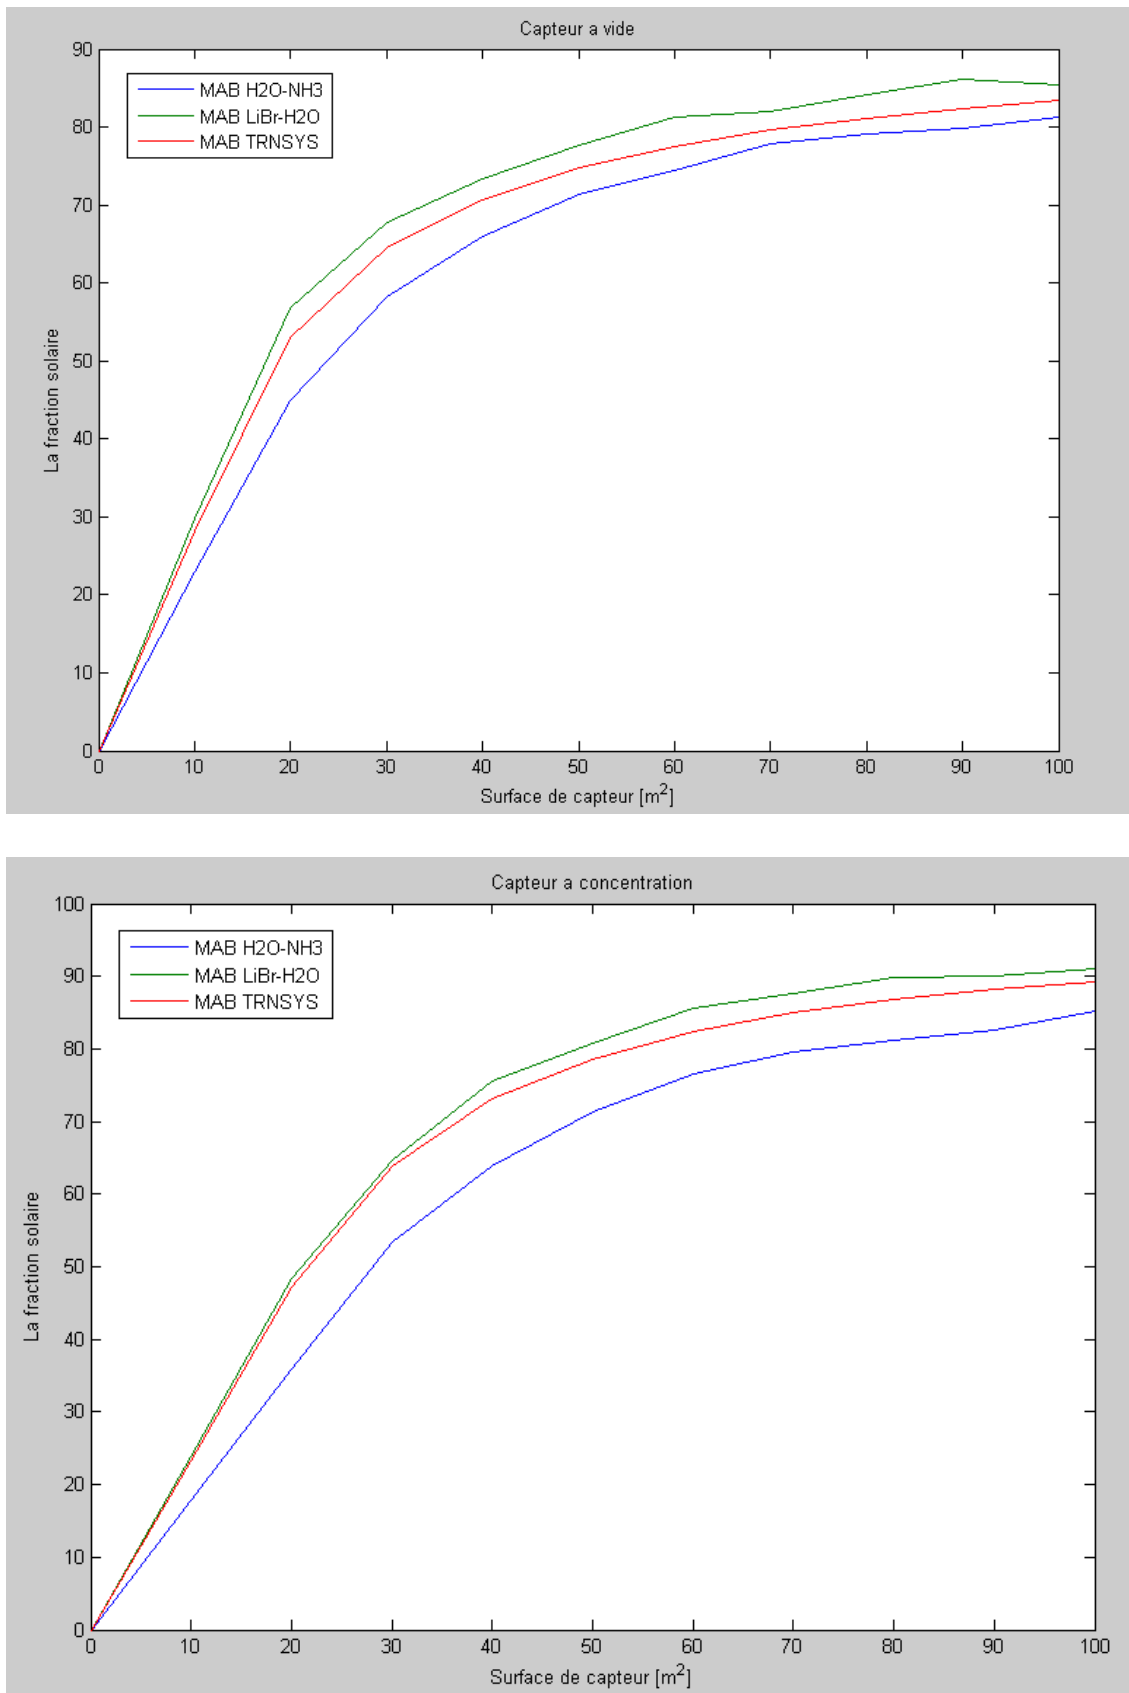 Capteur a vide
90
80
70
60
50
40
30
20
10
0
MAB H2O-NH3
MAB LiBr-H2O
MAB TRNSYS
La fraction solaire
0 10 20 30 40 50 60 70 80 90 100
Surface de capteur [m²]
Capteur a concentration
100
90
80
70
60
50
40
30
20
10
0
MAB H2O-NH3
MAB LiBr-H2O
MAB TRNSYS
La fraction solaire
0 10 20 30 40 50 60 70 80 90 100
Surface de capteur [m²]